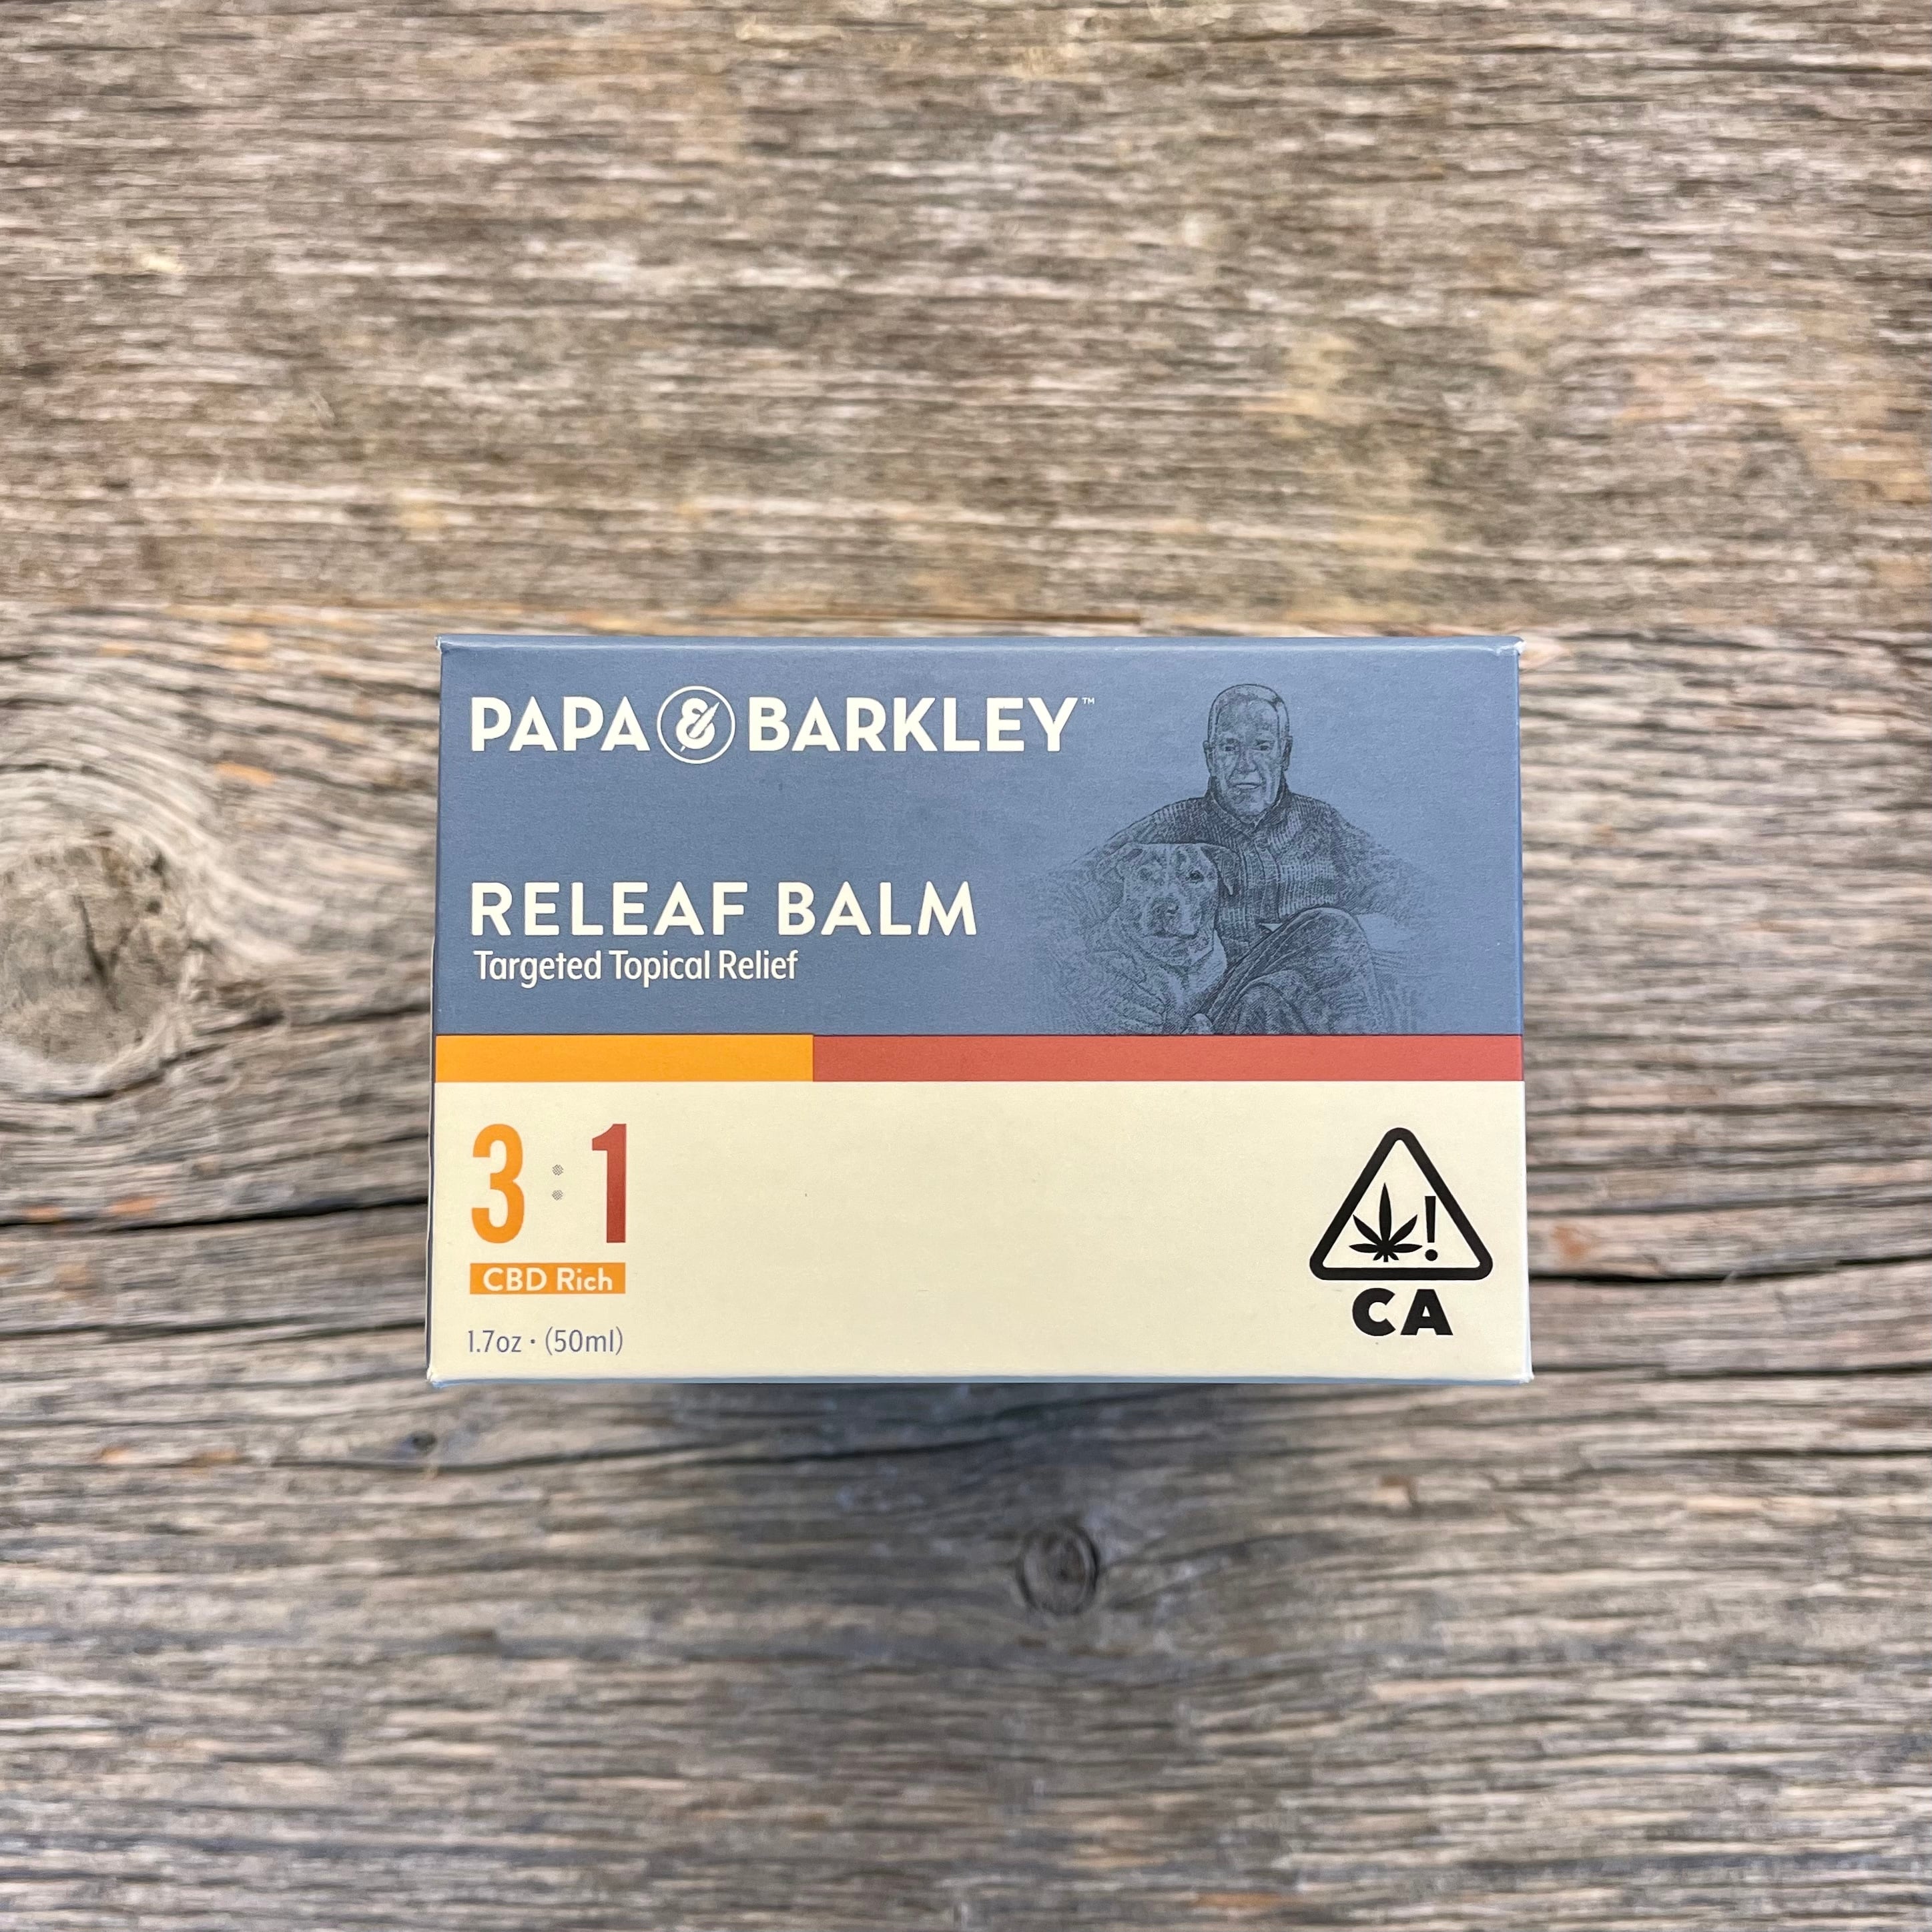 PAPA & BARKLEY™
RELEAF BALM
Targeted Topical Relief
3:1
CBD Rich
1.7oz · (50ml)
!
CA